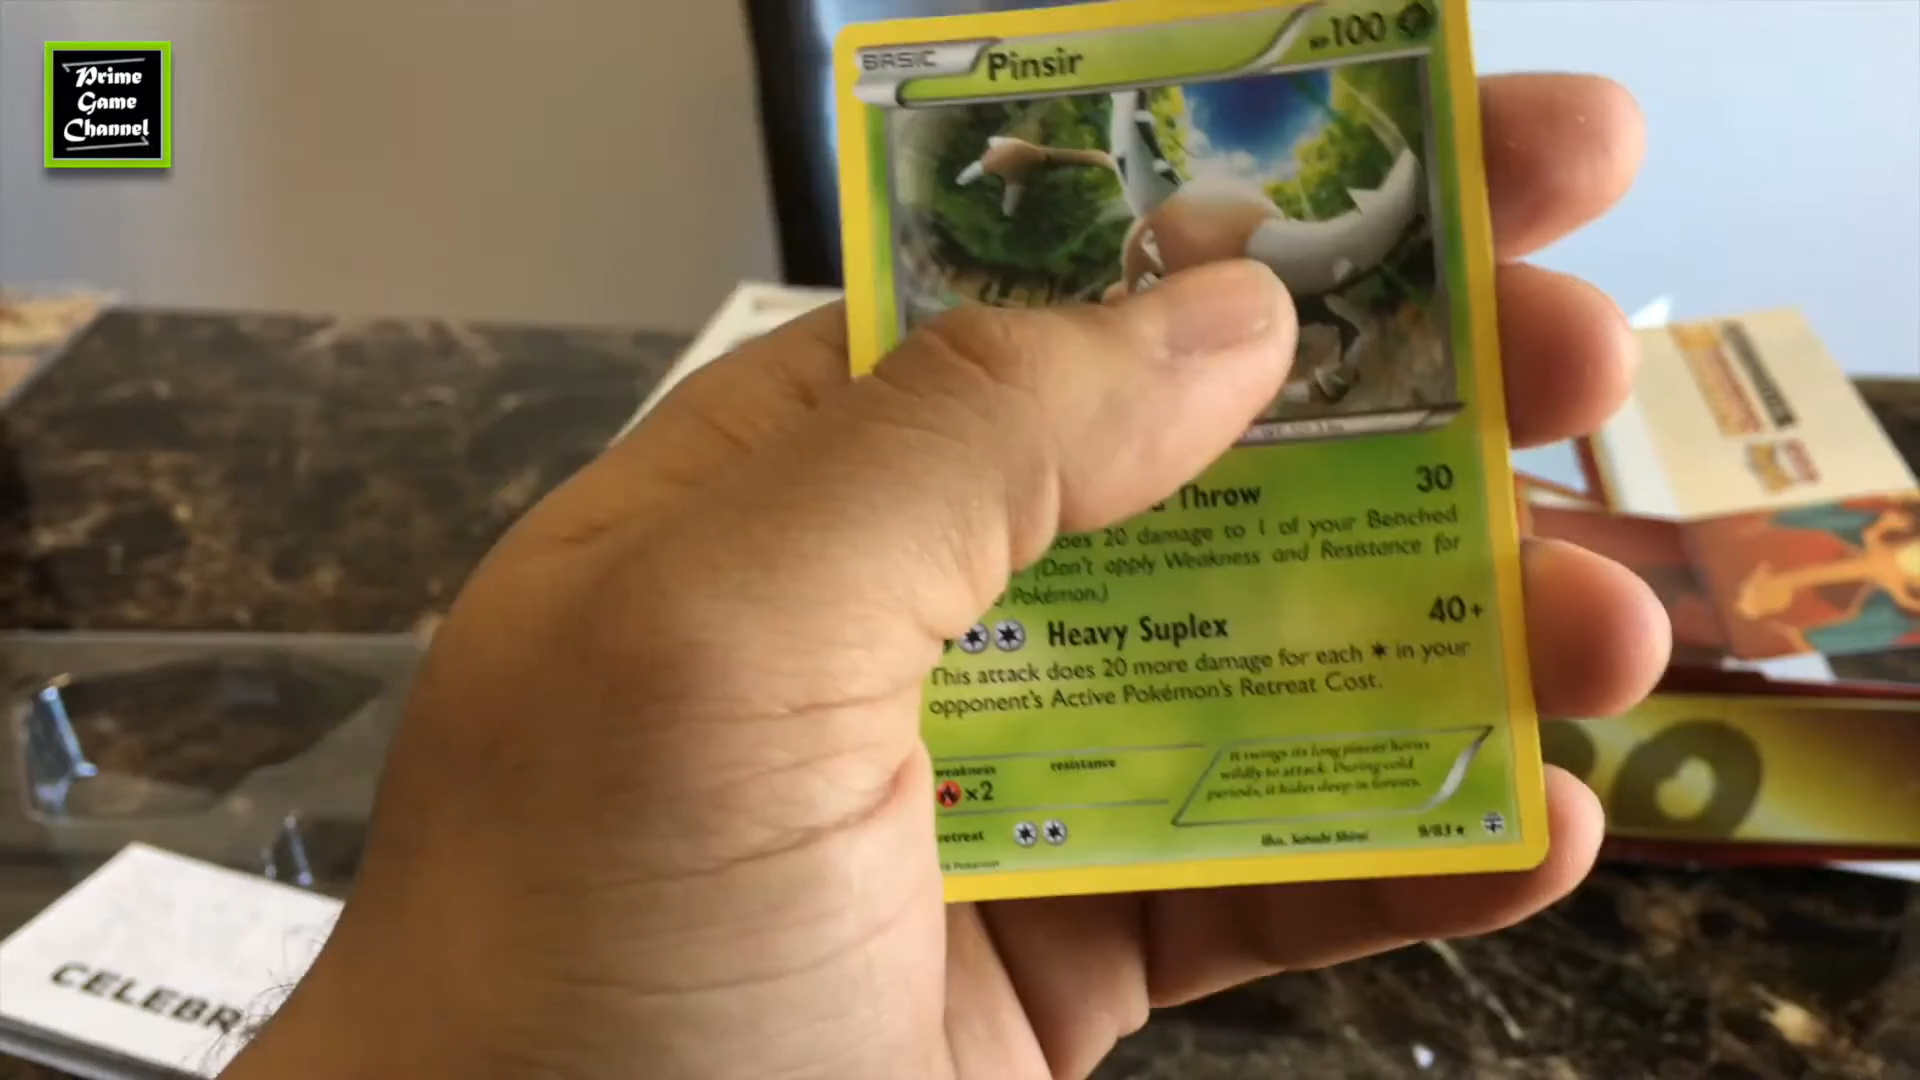 Prime
Game
Channel
BASIC Pinsir HP 100
Throw 30
oes 20 damage to 1 of your Benched
(Don't apply Weakness and Resistance for
Pokémon.)
Heavy Suplex 40+
This attack does 20 more damage for each ✶ in your
opponent's Active Pokémon's Retreat Cost.
weakness resistance
×2
It swings its long pincer horns
wildly to attack. During cold
periods, it hides deep in forests.
retreat
Illus. Satoshi Shirai 9/83 ★
CELEBR